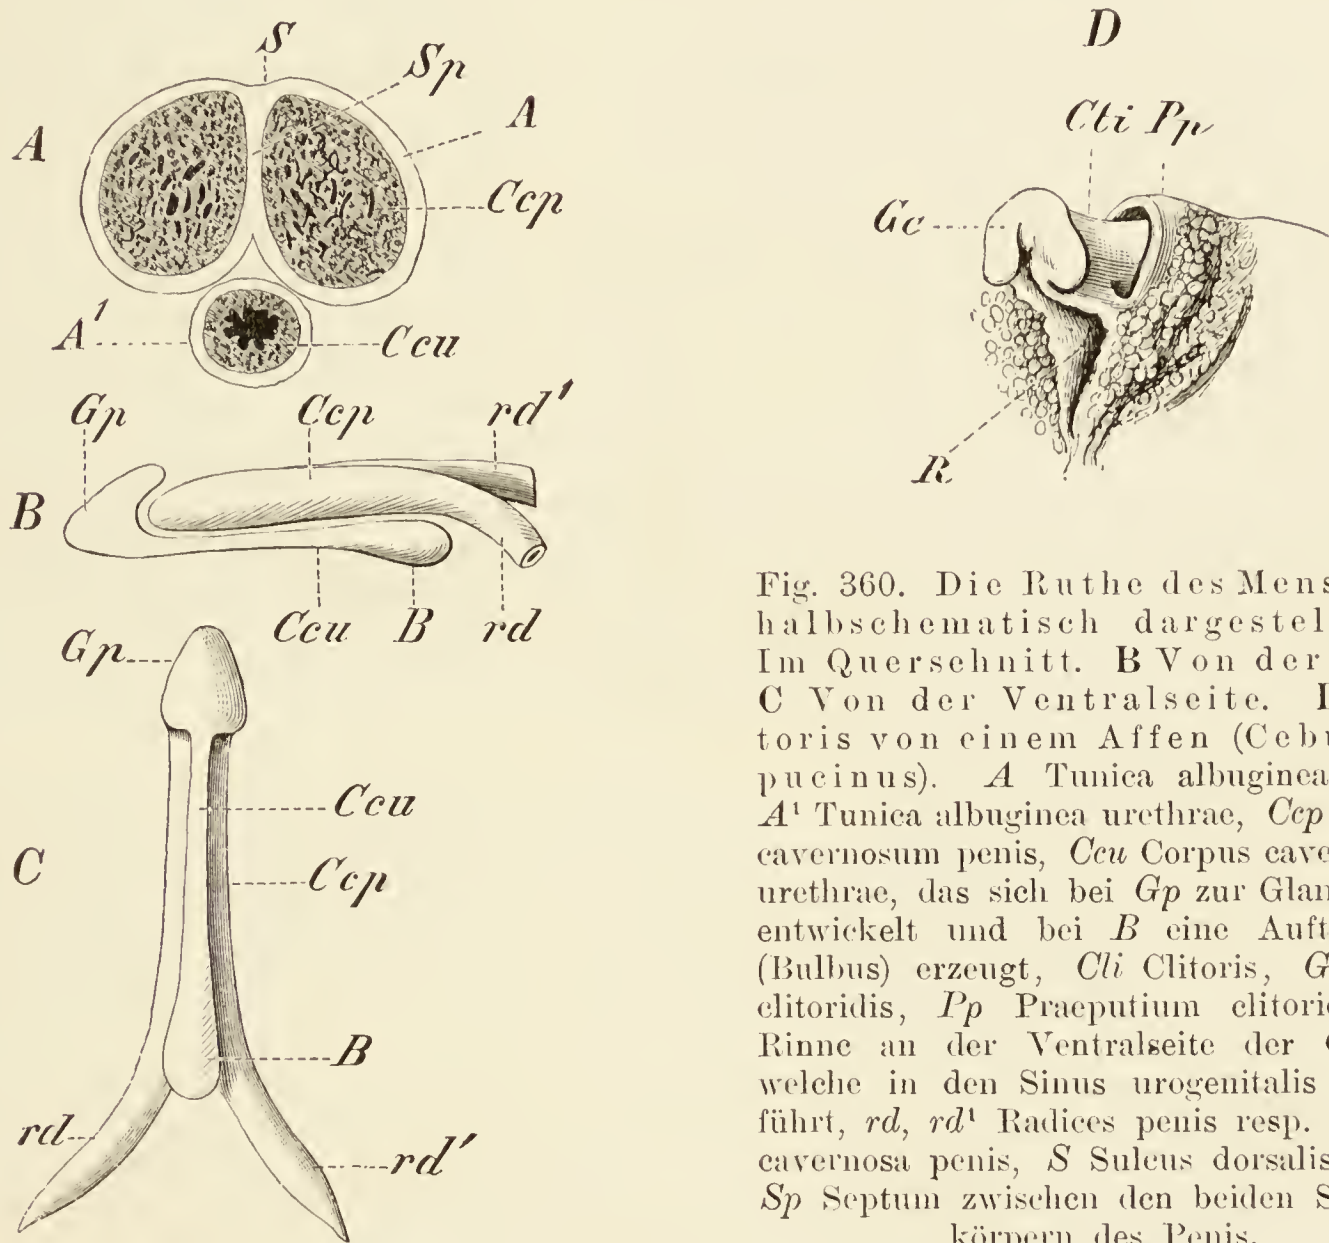 S
Sp
A
A
Ccp
A¹
Ccu
Gp
Ccp
rd¹
B
Ccu
B
rd
Gp
Ccu
C
Ccp
B
rd
rd'
D
Cti Pp
Gc
R
Fig. 360. Die Ruthe des Mens
halbschematisch dargestel
Im Querschnitt. B Von der
C Von der Ventralseite.
toris von einem Affen (Cebu
pucinus). A Tunica albuginea
A¹ Tunica albuginea urethrae, Ccp
cavernosum penis, Ccu Corpus cave
urethrae, das sich bei Gp zur Glan
entwickelt und bei B eine Auft
(Bulbus) erzeugt, Cli Clitoris, G
clitoridis, Pp Praeputium clitori
Rinne an der Ventralseite der
welche in den Sinus urogenitalis
führt, rd, rd¹ Radices penis resp.
cavernosa penis, S Sulcus dorsalis
Sp Septum zwischen den beiden S
körpern des Penis.